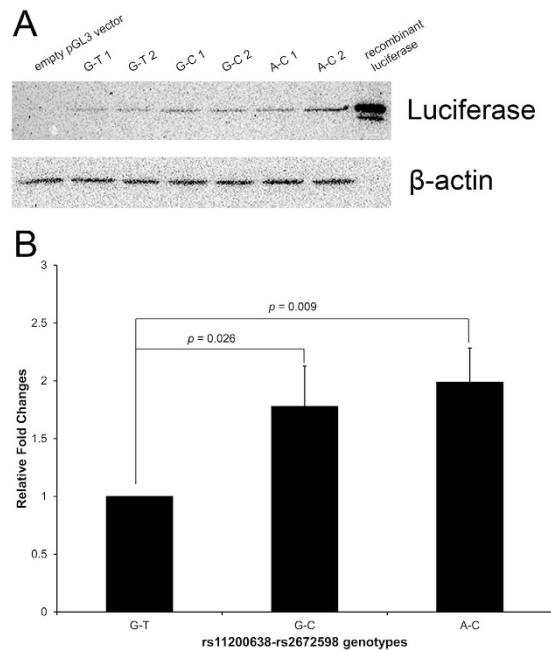 A
empty pGL3 vector
G-T 1
G-T 2
G-C 1
G-C 2
A-C 1
A-C 2
recombinant
luciferase
Luciferase
β-actin
B
3
2.5
2
1.5
1
0.5
0
Relative Fold Changes
p = 0.009
p = 0.026
G-T
G-C
A-C
rs11200638-rs2672598 genotypes